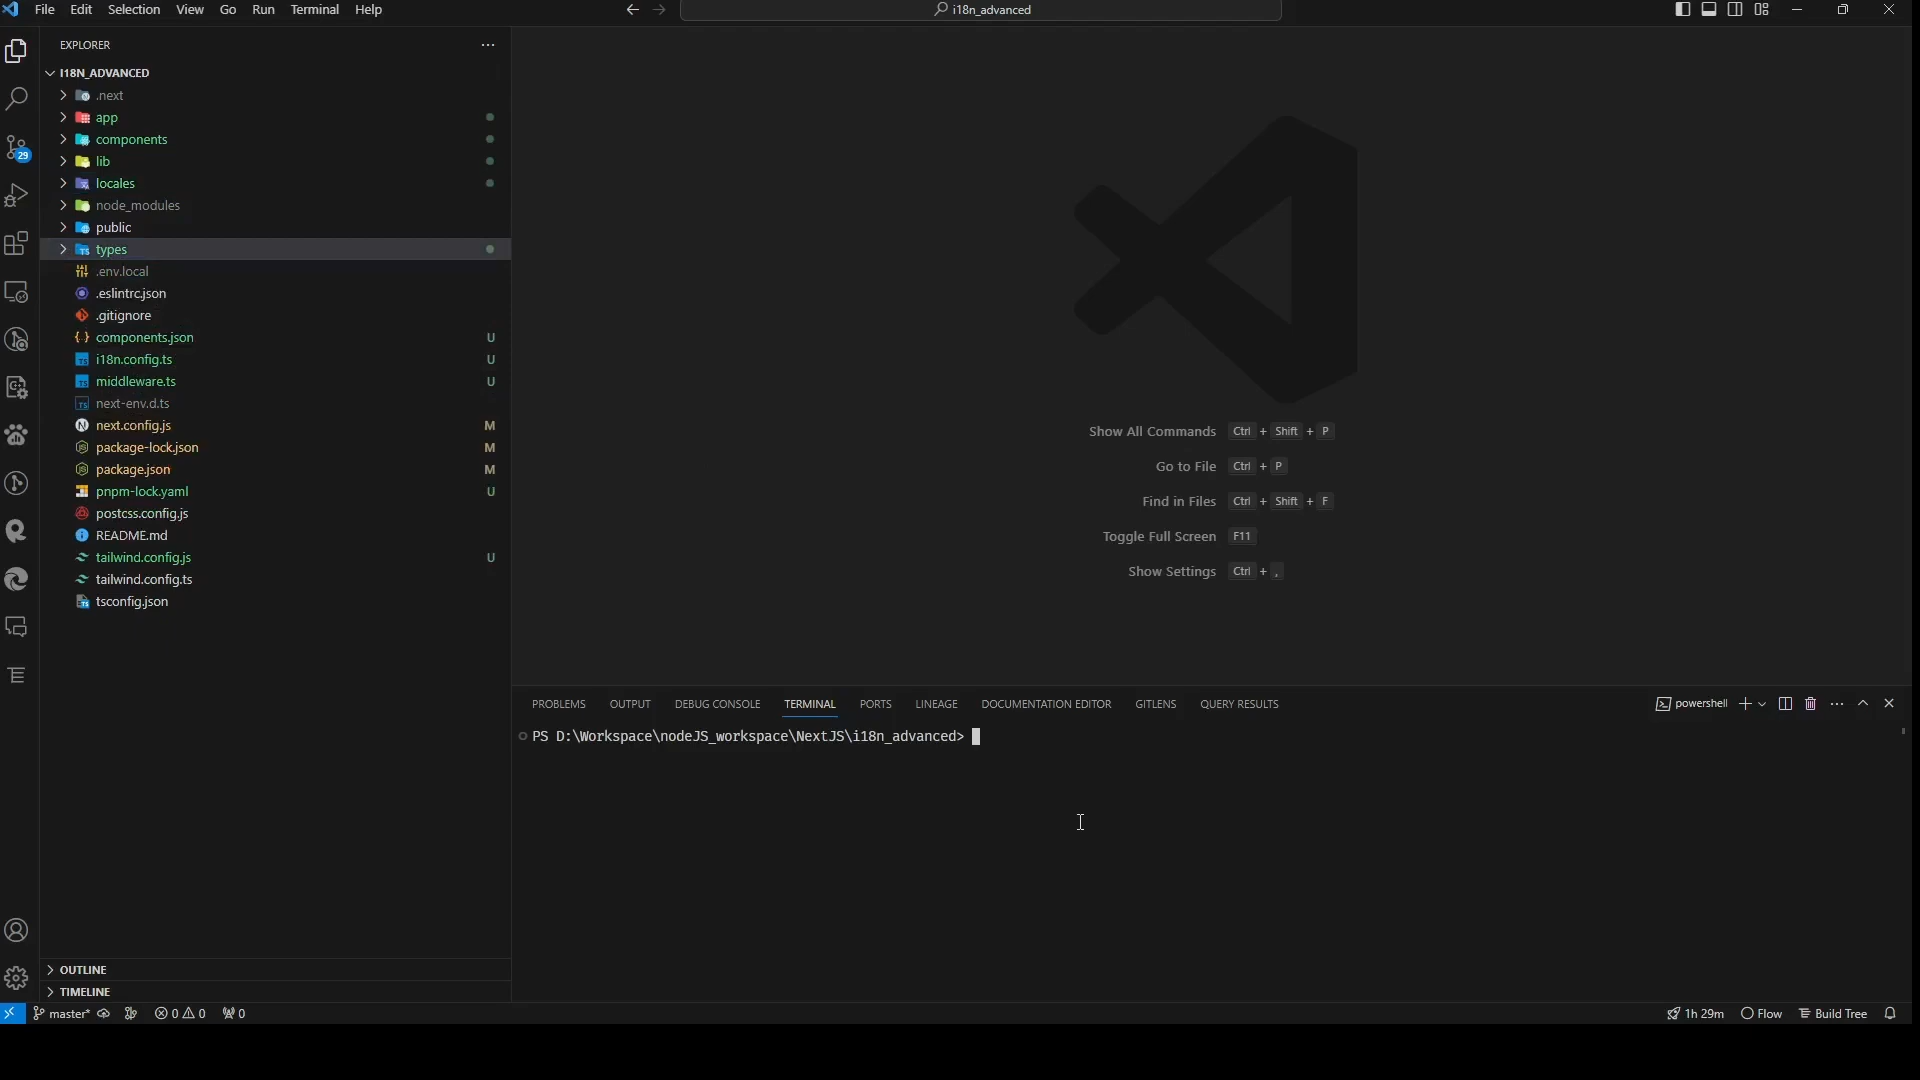 File Edit Selection View Go Run Terminal Help
i18n_advanced
EXPLORER
I18N_ADVANCED
.next
app
components
lib
locales
node_modules
public
types
.env.local
.eslintrc.json
.gitignore
components.json U
i18n.config.ts U
middleware.ts U
next-env.d.ts
next.config.js M
package-lock.json M
package.json M
pnpm-lock.yaml U
postcss.config.js
README.md
tailwind.config.js U
tailwind.config.ts
tsconfig.json
29
Show All Commands Ctrl + Shift + P
Go to File Ctrl + P
Find in Files Ctrl + Shift + F
Toggle Full Screen F11
Show Settings Ctrl + ,
PROBLEMS OUTPUT DEBUG CONSOLE TERMINAL PORTS LINEAGE DOCUMENTATION EDITOR GITLENS QUERY RESULTS
powershell
PS D:\Workspace\nodeJS_workspace\NextJS\i18n_advanced>
OUTLINE
TIMELINE
master* 0 0 0
1h 29m Flow Build Tree